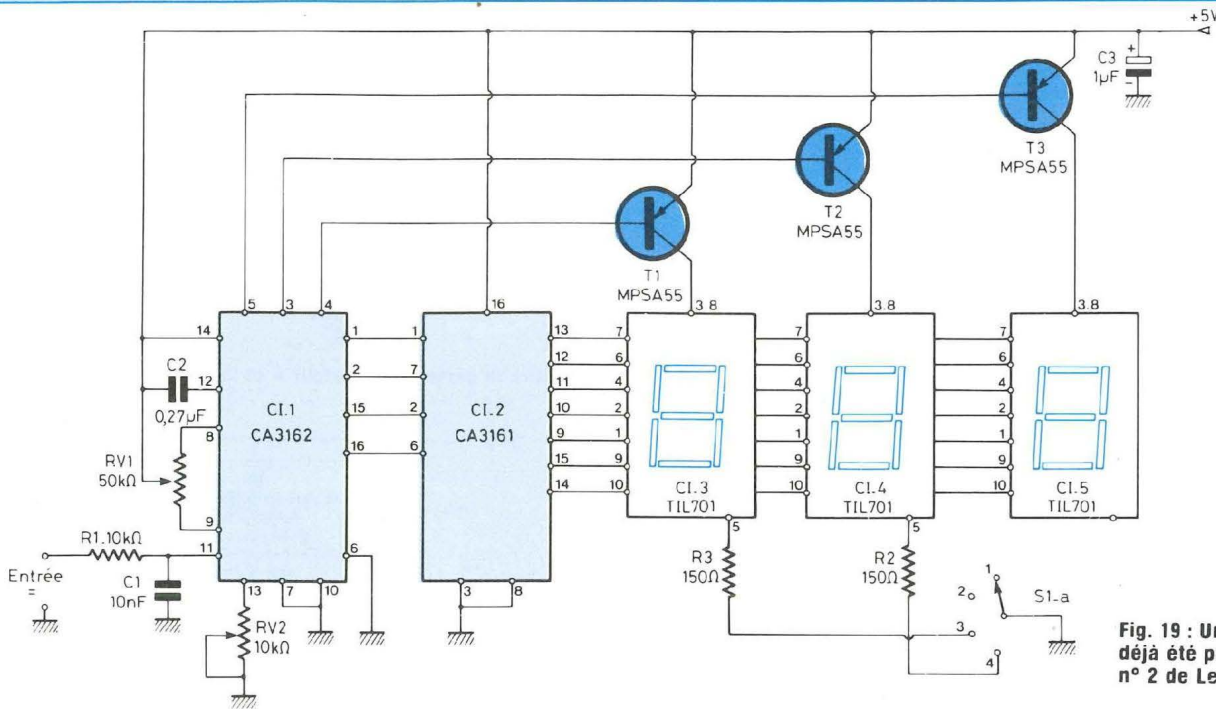 +5V
C3
+
1µF
-
T3
MPSA55
T2
MPSA55
T1
MPSA55
5 3 4
16
3.8
3.8
3.8
14
1
1
13
7
7
7
C2
12
2
7
12
6
6
6
0,27µF
15
2
11
4
4
4
CI.1
CA3162
CI.2
CA3161
10
2
2
2
8
16
6
9
1
1
1
RV1
50kΩ
15
9
9
9
14
10
10
10
CI.3
TIL701
CI.4
TIL701
CI.5
TIL701
9
R1.10kΩ
11
6
5
5
Entrée
=
C1
10nF
13
7
10
3
8
R3
150Ω
R2
150Ω
1
2
S1-a
3
4
RV2
10kΩ
Fig. 19 : Un
déjà été p
n° 2 de Le